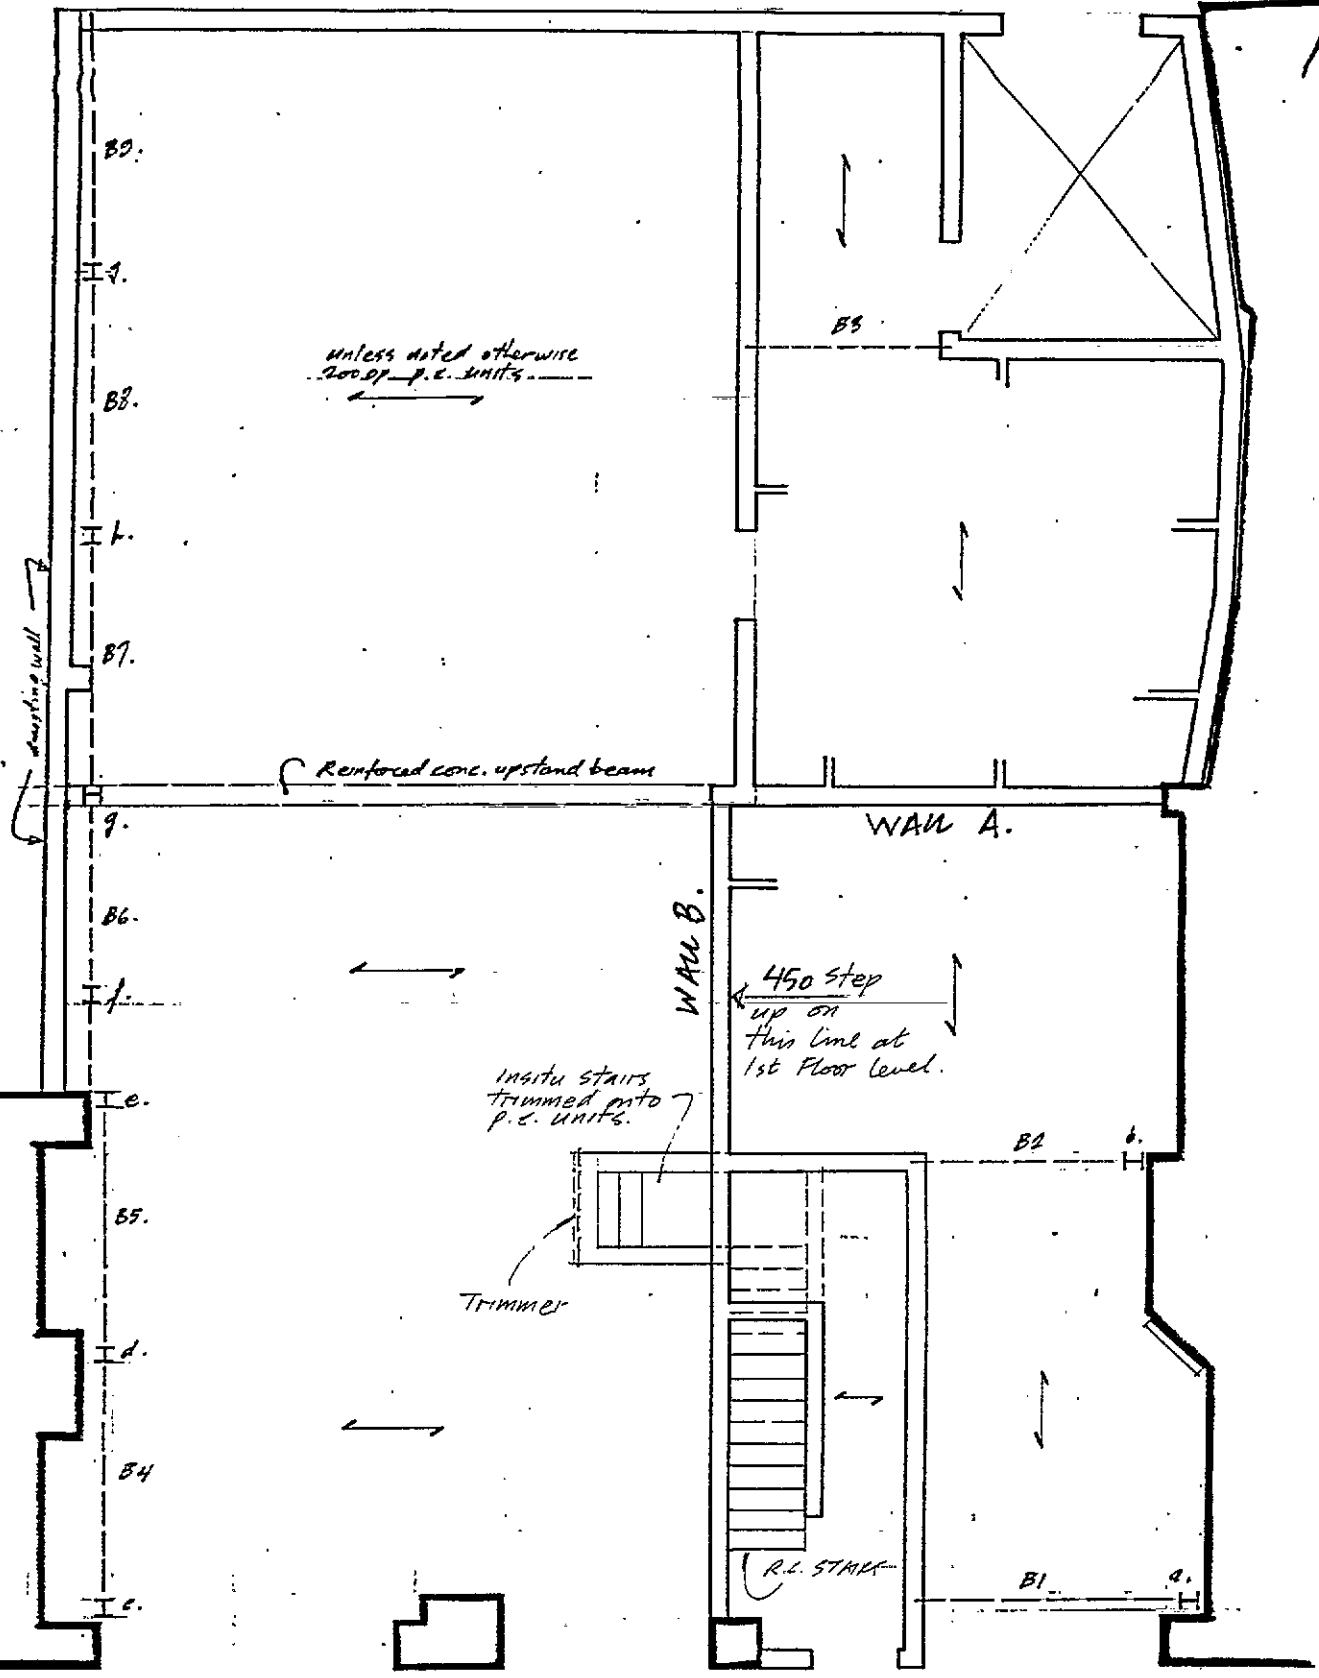 B9.
J.
B3
unless noted otherwise
200 dp p.c. units
B8.
h.
existing wall
B7.
Reinforced conc. upstand beam
g.
WALL A.
B6.
WALL B.
450 step
up on
this line at
1st Floor level.
f.
Insitu stairs
trimmed onto
p.c. units.
e.
B2
b.
B5.
Trimmer
d.
B4
R.C. STAIR
B1
a.
c.